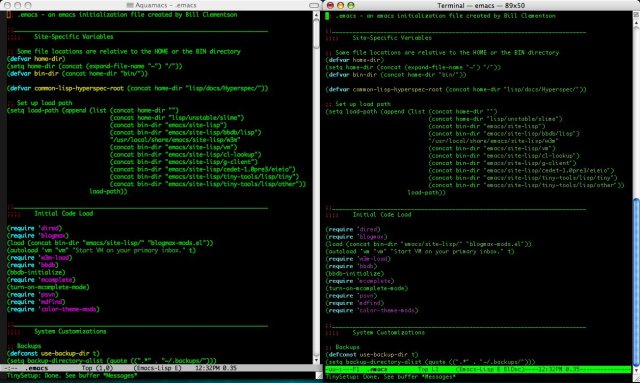 Aquamacs — .emacs
;; .emacs - an emacs initialization file created by Bill Clementson
;;;; Site-Specific Variables
;; Some file locations are relative to the HOME or the BIN directory
(defvar home-dir)
(setq home-dir (concat (expand-file-name "~") "/"))
(defvar bin-dir (concat home-dir "bin/"))
(defvar common-lisp-hyperspec-root (concat home-dir "lisp/docs/Hyperspec/"))
;; Set up load path
(setq load-path (append (list (concat home-dir "")
(concat home-dir "lisp/unstable/slime")
(concat bin-dir "emacs/site-lisp")
(concat bin-dir "emacs/site-lisp/bbdb/lisp")
"/usr/local/share/emacs/site-lisp/w3m"
(concat bin-dir "emacs/site-lisp/vm")
(concat bin-dir "emacs/site-lisp/cl-lookup")
(concat bin-dir "emacs/site-lisp/g-client")
(concat bin-dir "emacs/site-lisp/cedet-1.0pre3/eieio")
(concat bin-dir "emacs/site-lisp/tiny-tools/lisp/tiny")
(concat bin-dir "emacs/site-lisp/tiny-tools/lisp/other"))
load-path))
;;;; Initial Code Load
(require 'dired)
(require 'blogmax)
(load (concat bin-dir "emacs/site-lisp/" "blogmax-mods.el"))
(autoload 'vm "vm" "Start VM on your primary inbox." t)
(require 'w3m-load)
(require 'bbdb)
(bbdb-initialize)
(require 'mcomplete)
(turn-on-mcomplete-mode)
(require 'psvn)
(require 'mdfind)
(require 'color-theme-mods)
;;;; System Customizations
;; Backups
(defconst use-backup-dir t)
(setq backup-directory-alist (quote ((".*" . "~/.backups/"))
-:-- .emacs Top (1,0) (Emacs-Lisp E)----12:32PM 0.35
TinySetup: Done. See buffer *Messages*
Terminal — emacs — 89x50
;; .emacs - an emacs initialization file created by Bill Clementson
;;;; Site-Specific Variables
;; Some file locations are relative to the HOME or the BIN directory
(defvar home-dir)
(setq home-dir (concat (expand-file-name "~") "/"))
(defvar bin-dir (concat home-dir "bin/"))
(defvar common-lisp-hyperspec-root (concat home-dir "lisp/docs/Hyperspec/"))
;; Set up load path
(setq load-path (append (list (concat home-dir "")
(concat home-dir "lisp/unstable/slime")
(concat bin-dir "emacs/site-lisp")
(concat bin-dir "emacs/site-lisp/bbdb/lisp")
"/usr/local/share/emacs/site-lisp/w3m"
(concat bin-dir "emacs/site-lisp/vm")
(concat bin-dir "emacs/site-lisp/cl-lookup")
(concat bin-dir "emacs/site-lisp/g-client")
(concat bin-dir "emacs/site-lisp/cedet-1.0pre3/eieio")
(concat bin-dir "emacs/site-lisp/tiny-tools/lisp/tiny")
(concat bin-dir "emacs/site-lisp/tiny-tools/lisp/other"))
load-path))
;;;; Initial Code Load
(require 'dired)
(require 'blogmax)
(load (concat bin-dir "emacs/site-lisp/" "blogmax-mods.el"))
(autoload 'vm "vm" "Start VM on your primary inbox." t)
(require 'w3m-load)
(require 'bbdb)
(bbdb-initialize)
(require 'mcomplete)
(turn-on-mcomplete-mode)
(require 'psvn)
(require 'mdfind)
(require 'color-theme-mods)
;;;; System Customizations
;; Backups
(defconst use-backup-dir t)
(setq backup-directory-alist (quote ((".*" . "~/.backups/"))
-uu-:---F1 .emacs Top L1 (Emacs-Lisp E ElDoc)----12:32PM 0.35
TinySetup: Done. See buffer *Messages*